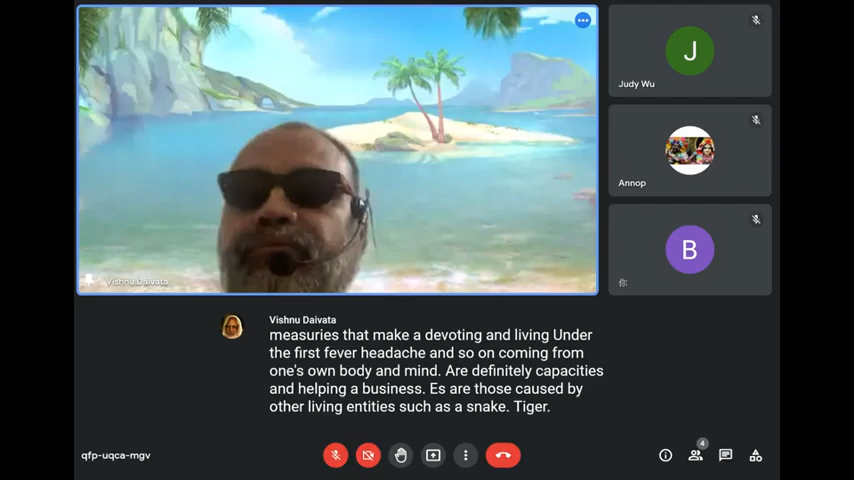 J
Judy Wu
Annop
B
你
Vishnu Daivata
Vishnu Daivata
measuries that make a devoting and living Under
the first fever headache and so on coming from
one's own body and mind. Are definitely capacities
and helping a business. Es are those caused by
other living entities such as a snake. Tiger.
qfp-uqca-mgv
4